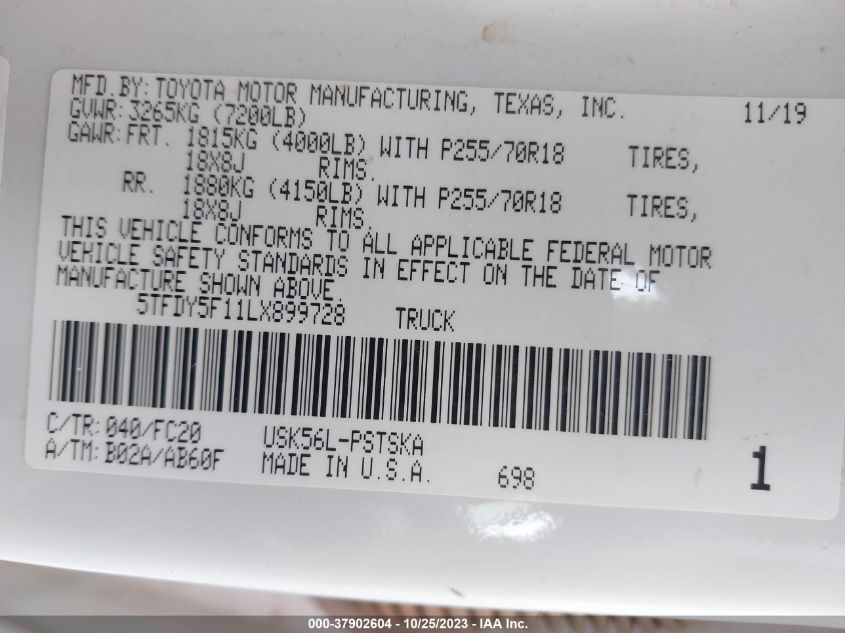 MFD.BY:TOYOTA MOTOR MANUFACTURING, TEXAS, INC. 11/19
GVWR:3265KG (7200LB)
GAWR:FRT. 1815KG (4000LB) WITH P255/70R18 TIRES,
18X8J RIMS.
RR. 1880KG (4150LB) WITH P255/70R18 TIRES,
18X8J RIMS.
THIS VEHICLE CONFORMS TO ALL APPLICABLE FEDERAL MOTOR
VEHICLE SAFETY STANDARDS IN EFFECT ON THE DATE OF
MANUFACTURE SHOWN ABOVE.
5TFDY5F11LX899728 TRUCK
C/TR:040/FC20 USK56L-PSTSKA
A/TM:B02A/AB60F MADE IN U.S.A. 698 1
000-37902604 - 10/25/2023 - IAA Inc.